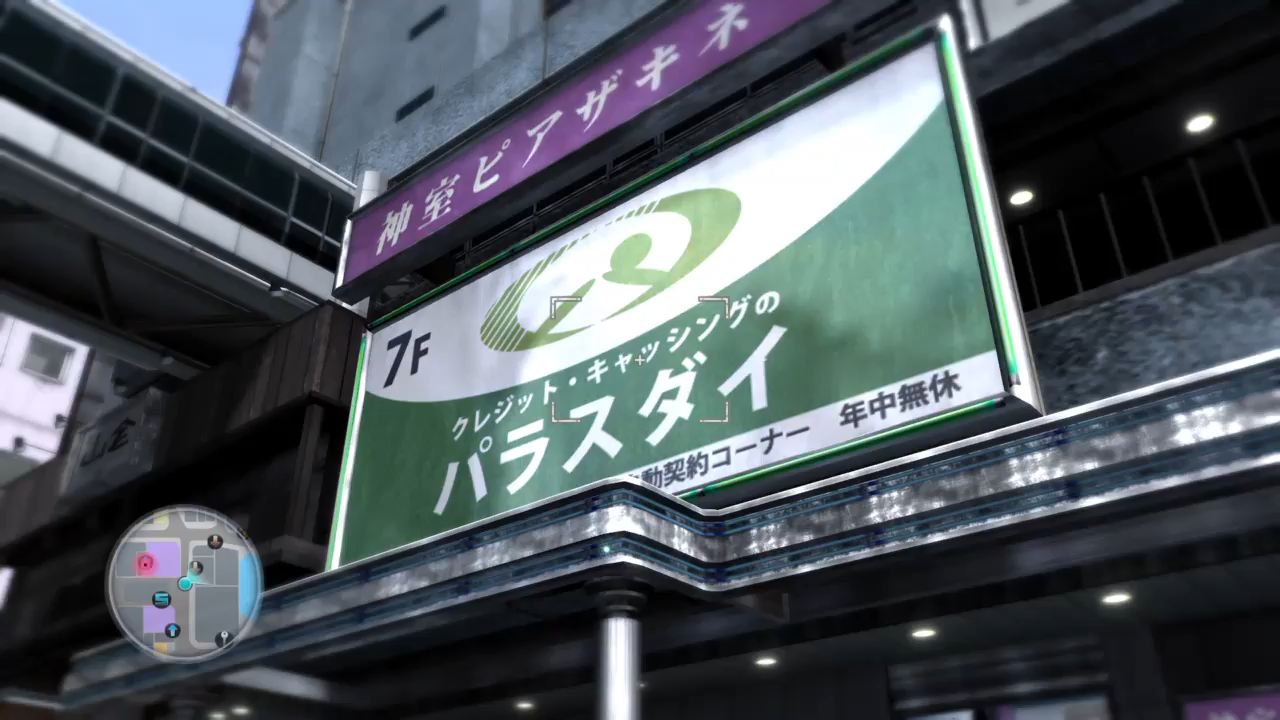 神室ピアザキネ
7F
クレジット・キャッシングの
パラスダイ
動契約コーナー 年中無休